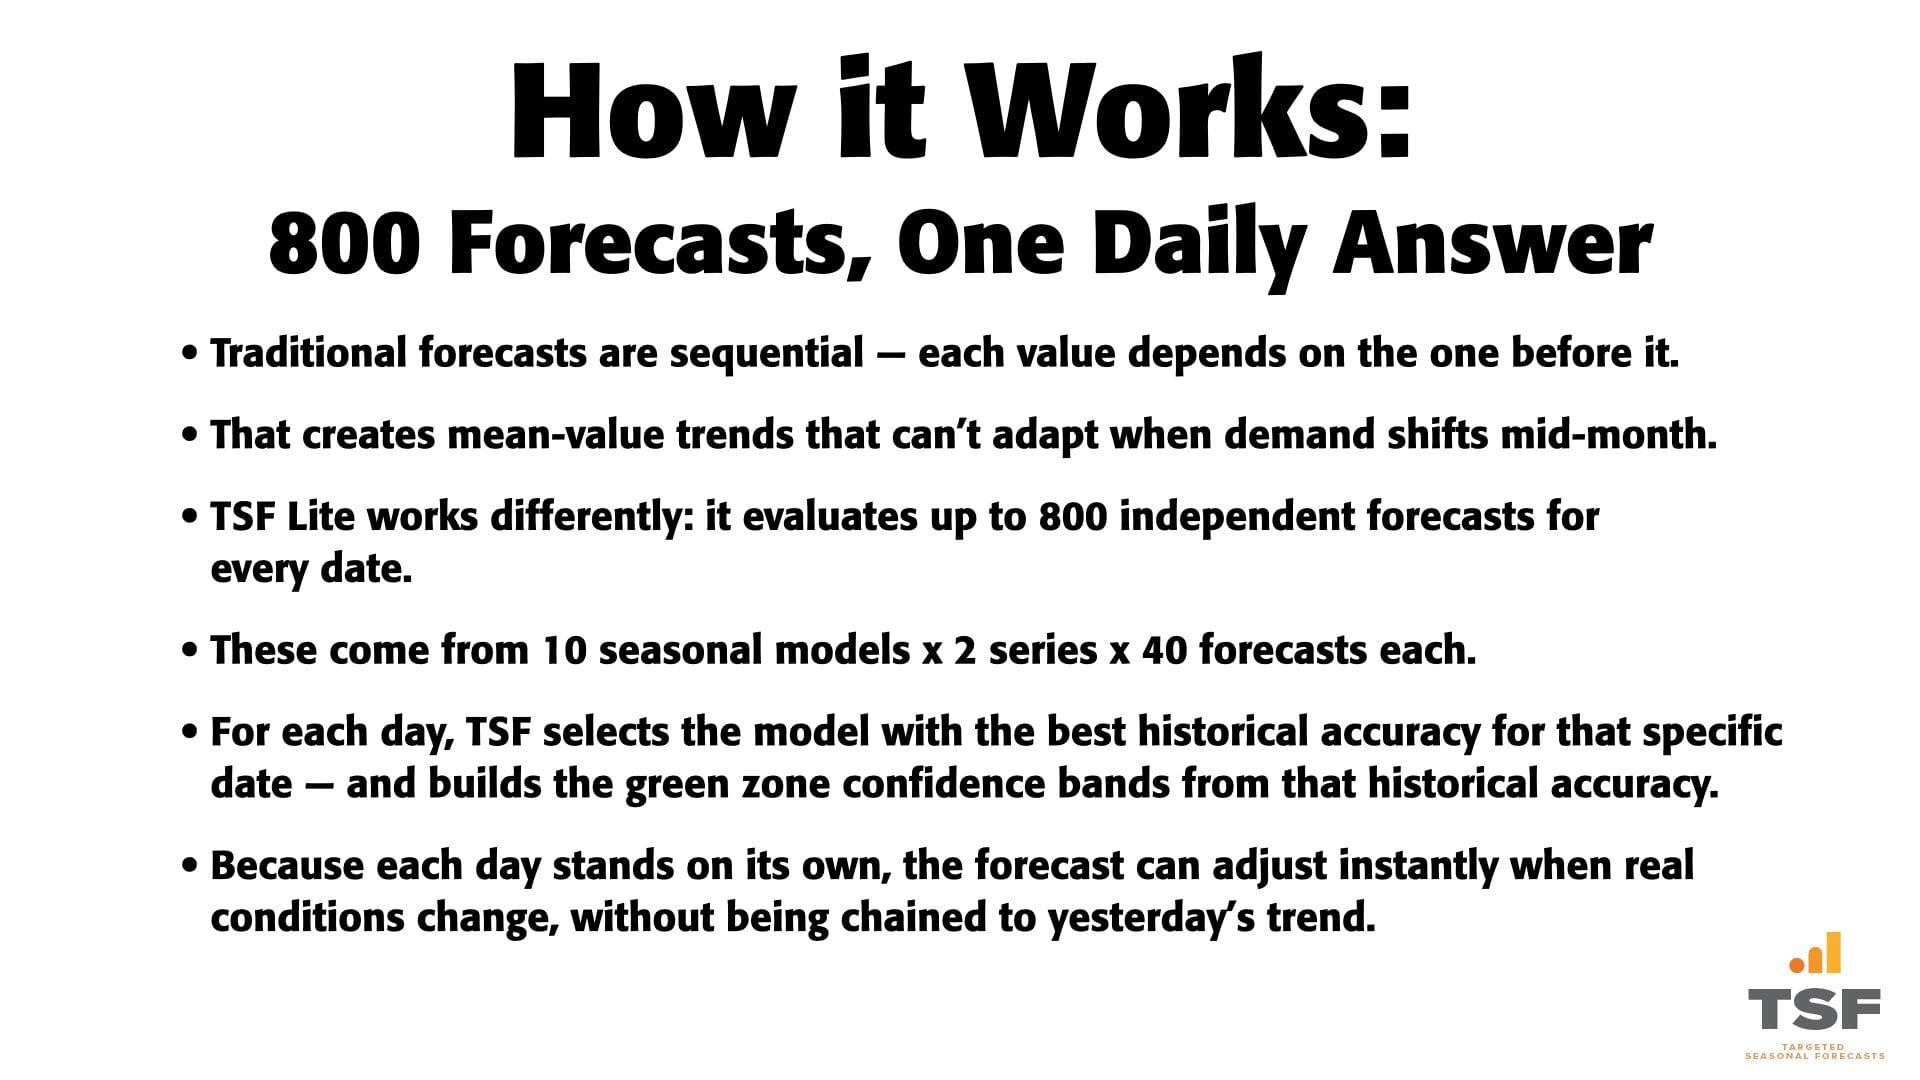 How it Works:
800 Forecasts, One Daily Answer
• Traditional forecasts are sequential — each value depends on the one before it.
• That creates mean-value trends that can’t adapt when demand shifts mid-month.
• TSF Lite works differently: it evaluates up to 800 independent forecasts for
every date.
• These come from 10 seasonal models x 2 series x 40 forecasts each.
• For each day, TSF selects the model with the best historical accuracy for that specific
date — and builds the green zone confidence bands from that historical accuracy.
• Because each day stands on its own, the forecast can adjust instantly when real
conditions change, without being chained to yesterday’s trend.
TSF
TARGETED
SEASONAL FORECASTS